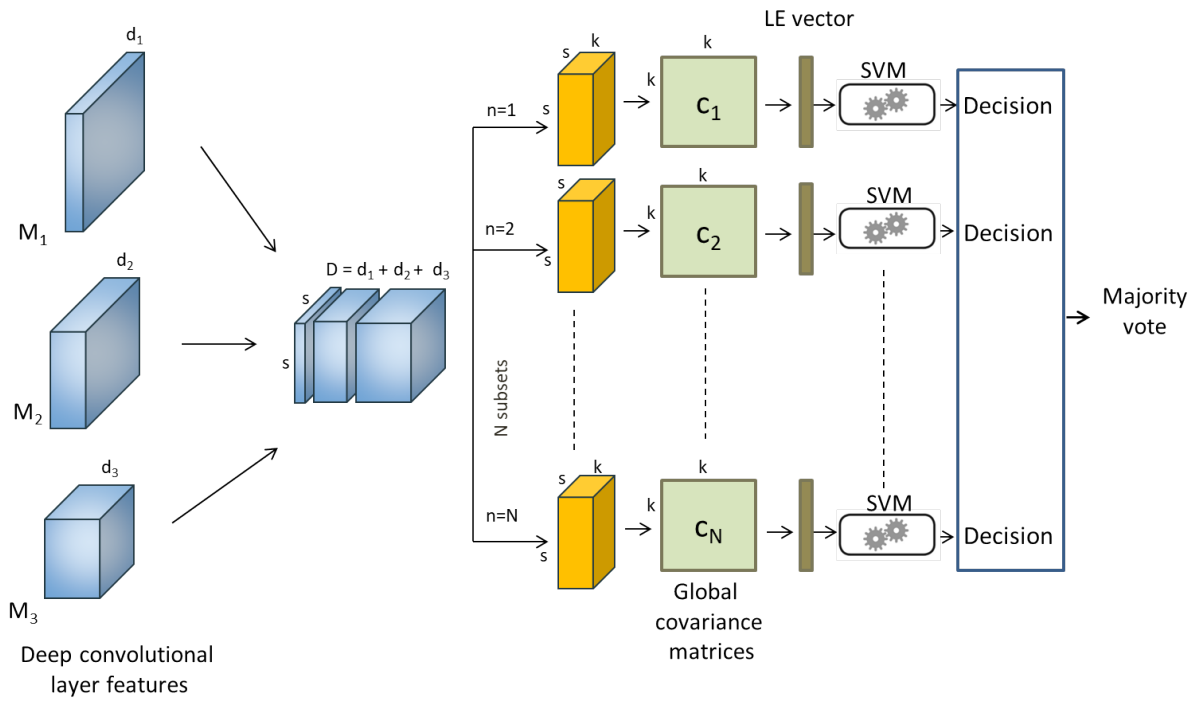 d₁
M₁
d₂
M₂
d₃
M₃
Deep convolutional
layer features
D = d₁ + d₂ + d₃
s
s
N subsets
n=1
s
k
s
k
k
C₁
LE vector
SVM
Decision
n=2
s
s
k
k
C₂
SVM
Decision
n=N
s
k
s
k
k
C_N
SVM
Decision
Global
covariance
matrices
Majority
vote